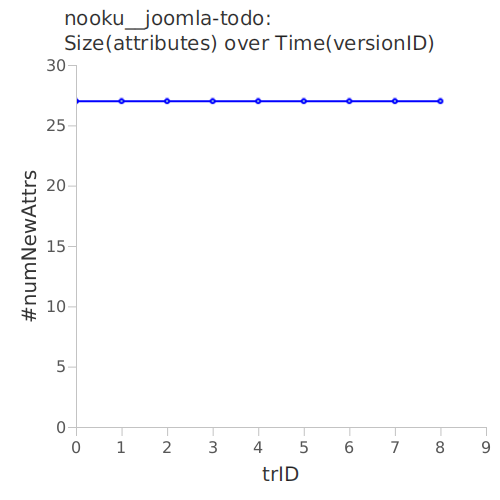 nooku__joomla-todo:
Size(attributes) over Time(versionID)
30
25
20
15
10
5
0
#numNewAttrs
0 1 2 3 4 5 6 7 8 9
trID